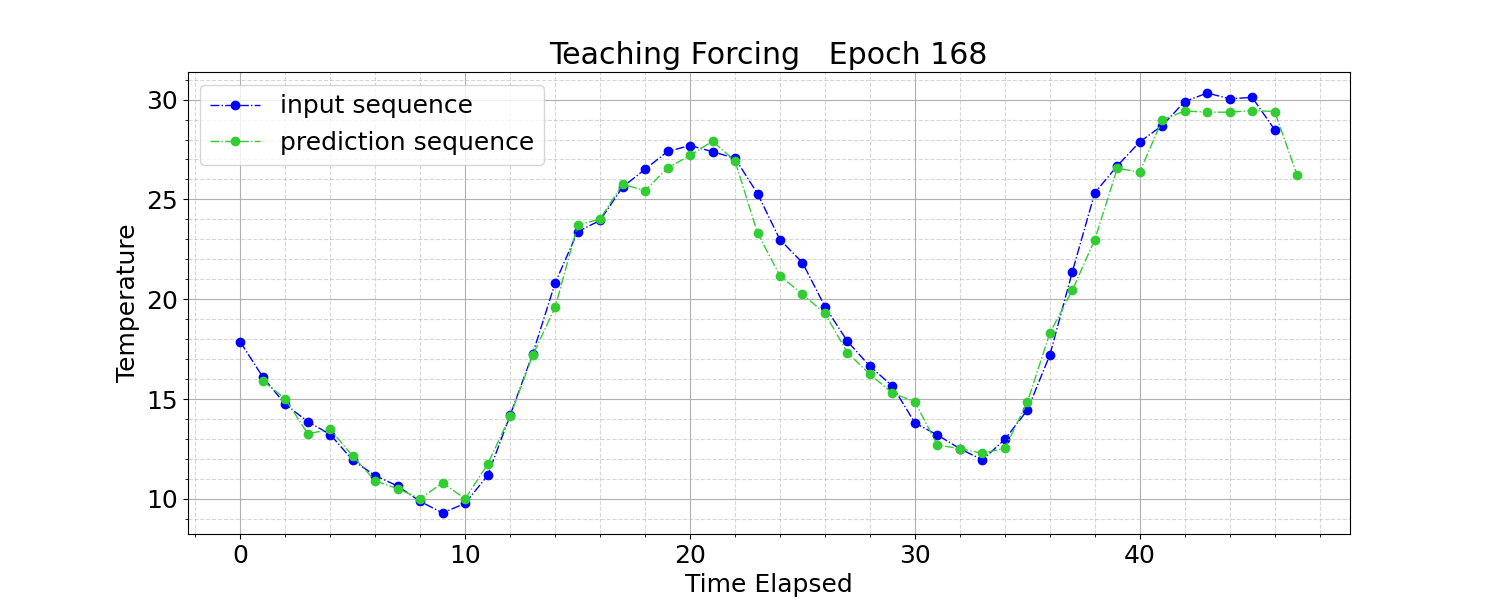 Teaching Forcing   Epoch 168
input sequence
prediction sequence
30
25
20
15
10
Temperature
0 10 20 30 40
Time Elapsed